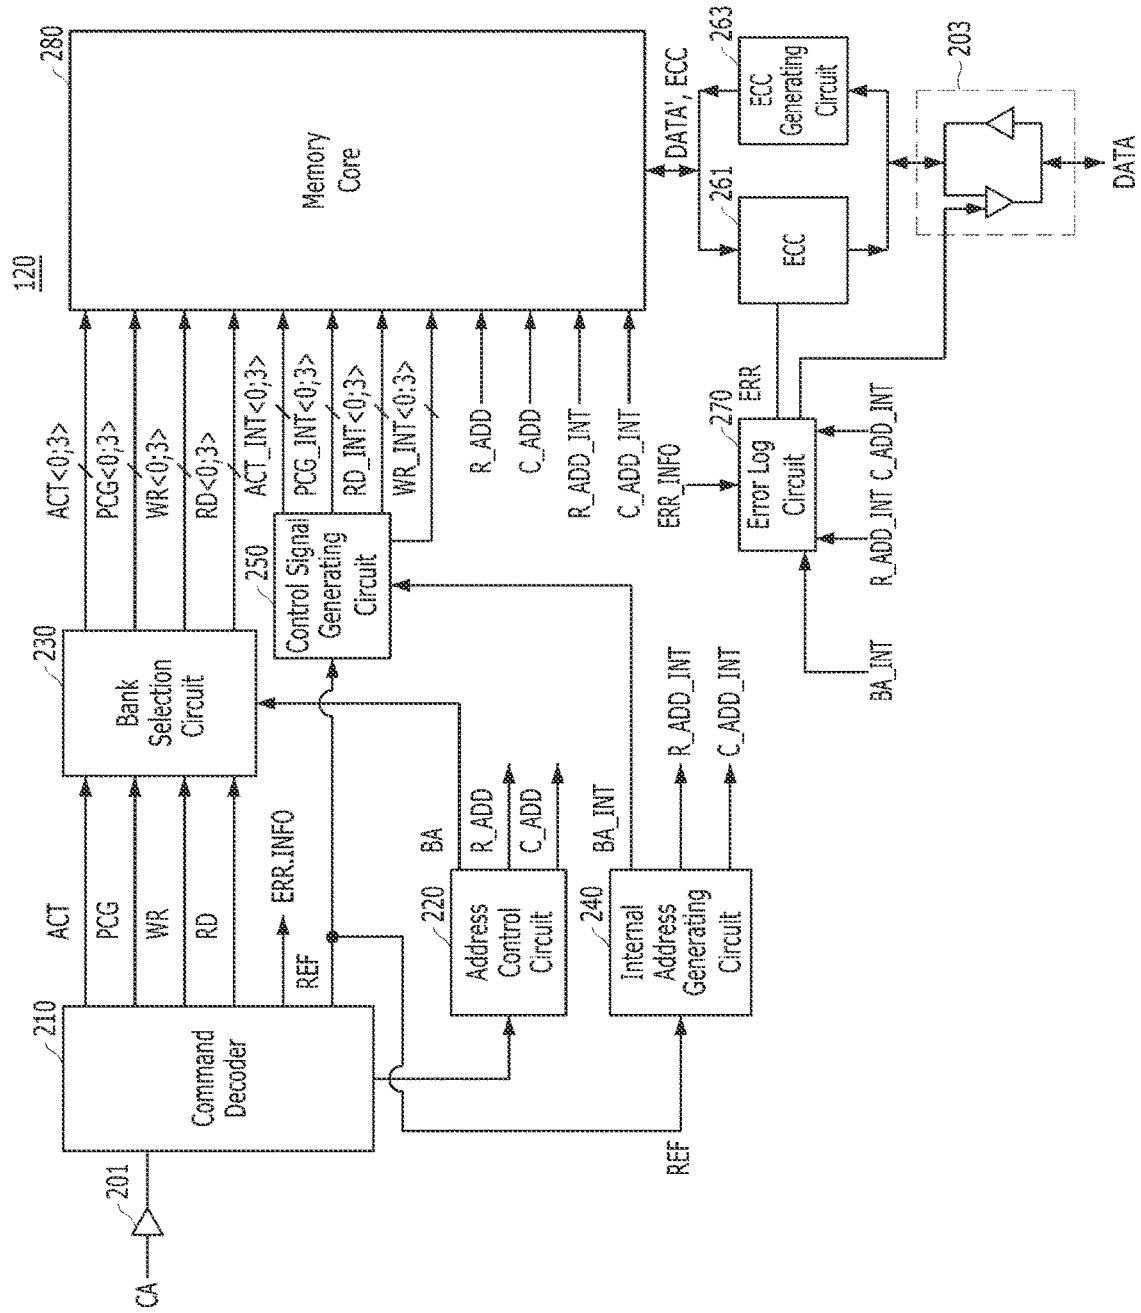 120
CA
201
210
Command
Decoder
ACT
PCG
WR
RD
ERR.INFO
REF
REF
230
Bank
Selection
Circuit
ACT<0;3>
PCG<0;3>
WR<0;3>
RD<0;3>
250
Control Signal
Generating
Circuit
ACT_INT<0;3>
PCG_INT<0;3>
RD_INT<0;3>
WR_INT<0:3>
220
Address
Control
Circuit
BA
R_ADD
C_ADD
240
Internal
Address
Generating
Circuit
BA_INT
R_ADD_INT
C_ADD_INT
R_ADD
C_ADD
R_ADD_INT
C_ADD_INT
280
Memory
Core
DATA', ECC
263
ECC
Generating
Circuit
261
ECC
203
DATA
270
Error Log
Circuit
ERR
ERR_INFO
BA_INT
R_ADD_INT
C_ADD_INT